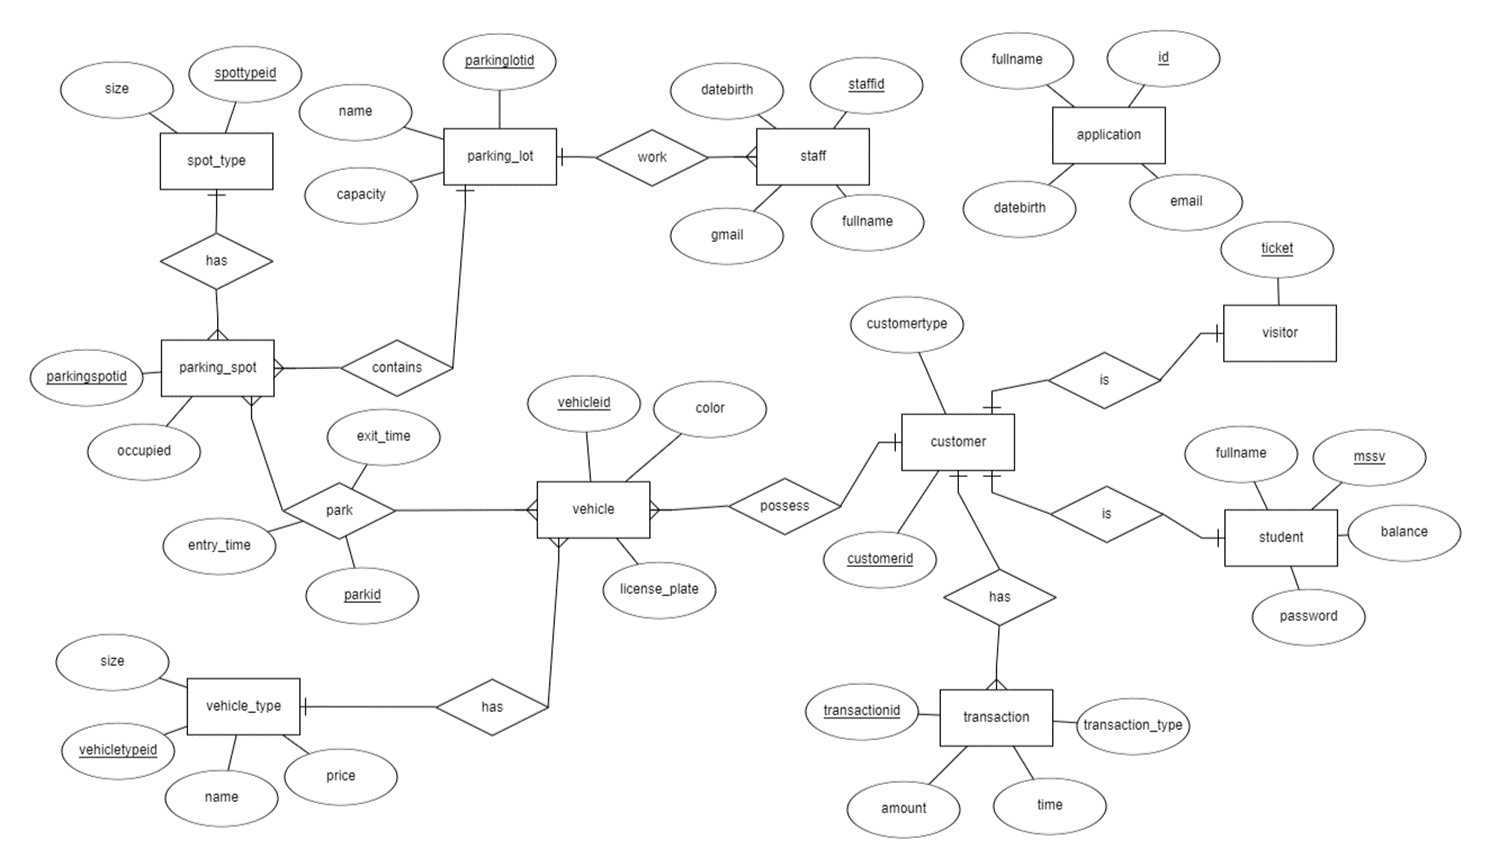 parkinglotid
id
fullname
spottypeid
staffid
size
datebirth
name
application
parking_lot
work
staff
spot_type
capacity
email
datebirth
fullname
gmail
ticket
has
customertype
visitor
parking_spot
contains
parkingspotid
is
vehicleid
color
exit_time
customer
occupied
fullname
mssv
possess
vehicle
park
is
balance
student
entry_time
customerid
license_plate
parkid
has
password
size
vehicle_type
has
transactionid
transaction
transaction_type
vehicletypeid
price
name
time
amount